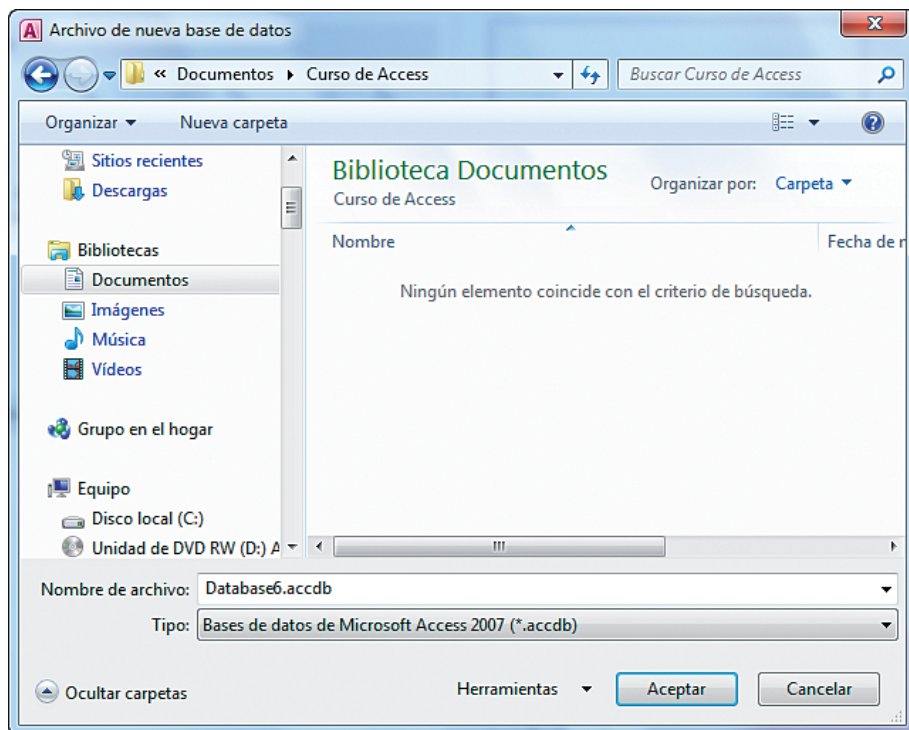 Archivo de nueva base de datos
« Documentos Curso de Access
Buscar Curso de Access
Organizar Nueva carpeta
Sitios recientes
Descargas
Bibliotecas
Documentos
Imágenes
Música
Vídeos
Grupo en el hogar
Equipo
Disco local (C:)
Unidad de DVD RW (D:) A
Biblioteca Documentos
Curso de Access
Organizar por: Carpeta
Nombre Fecha de
Ningún elemento coincide con el criterio de búsqueda.
Nombre de archivo: Database6.accdb
Tipo: Bases de datos de Microsoft Access 2007 (*.accdb)
Ocultar carpetas
Herramientas Aceptar Cancelar